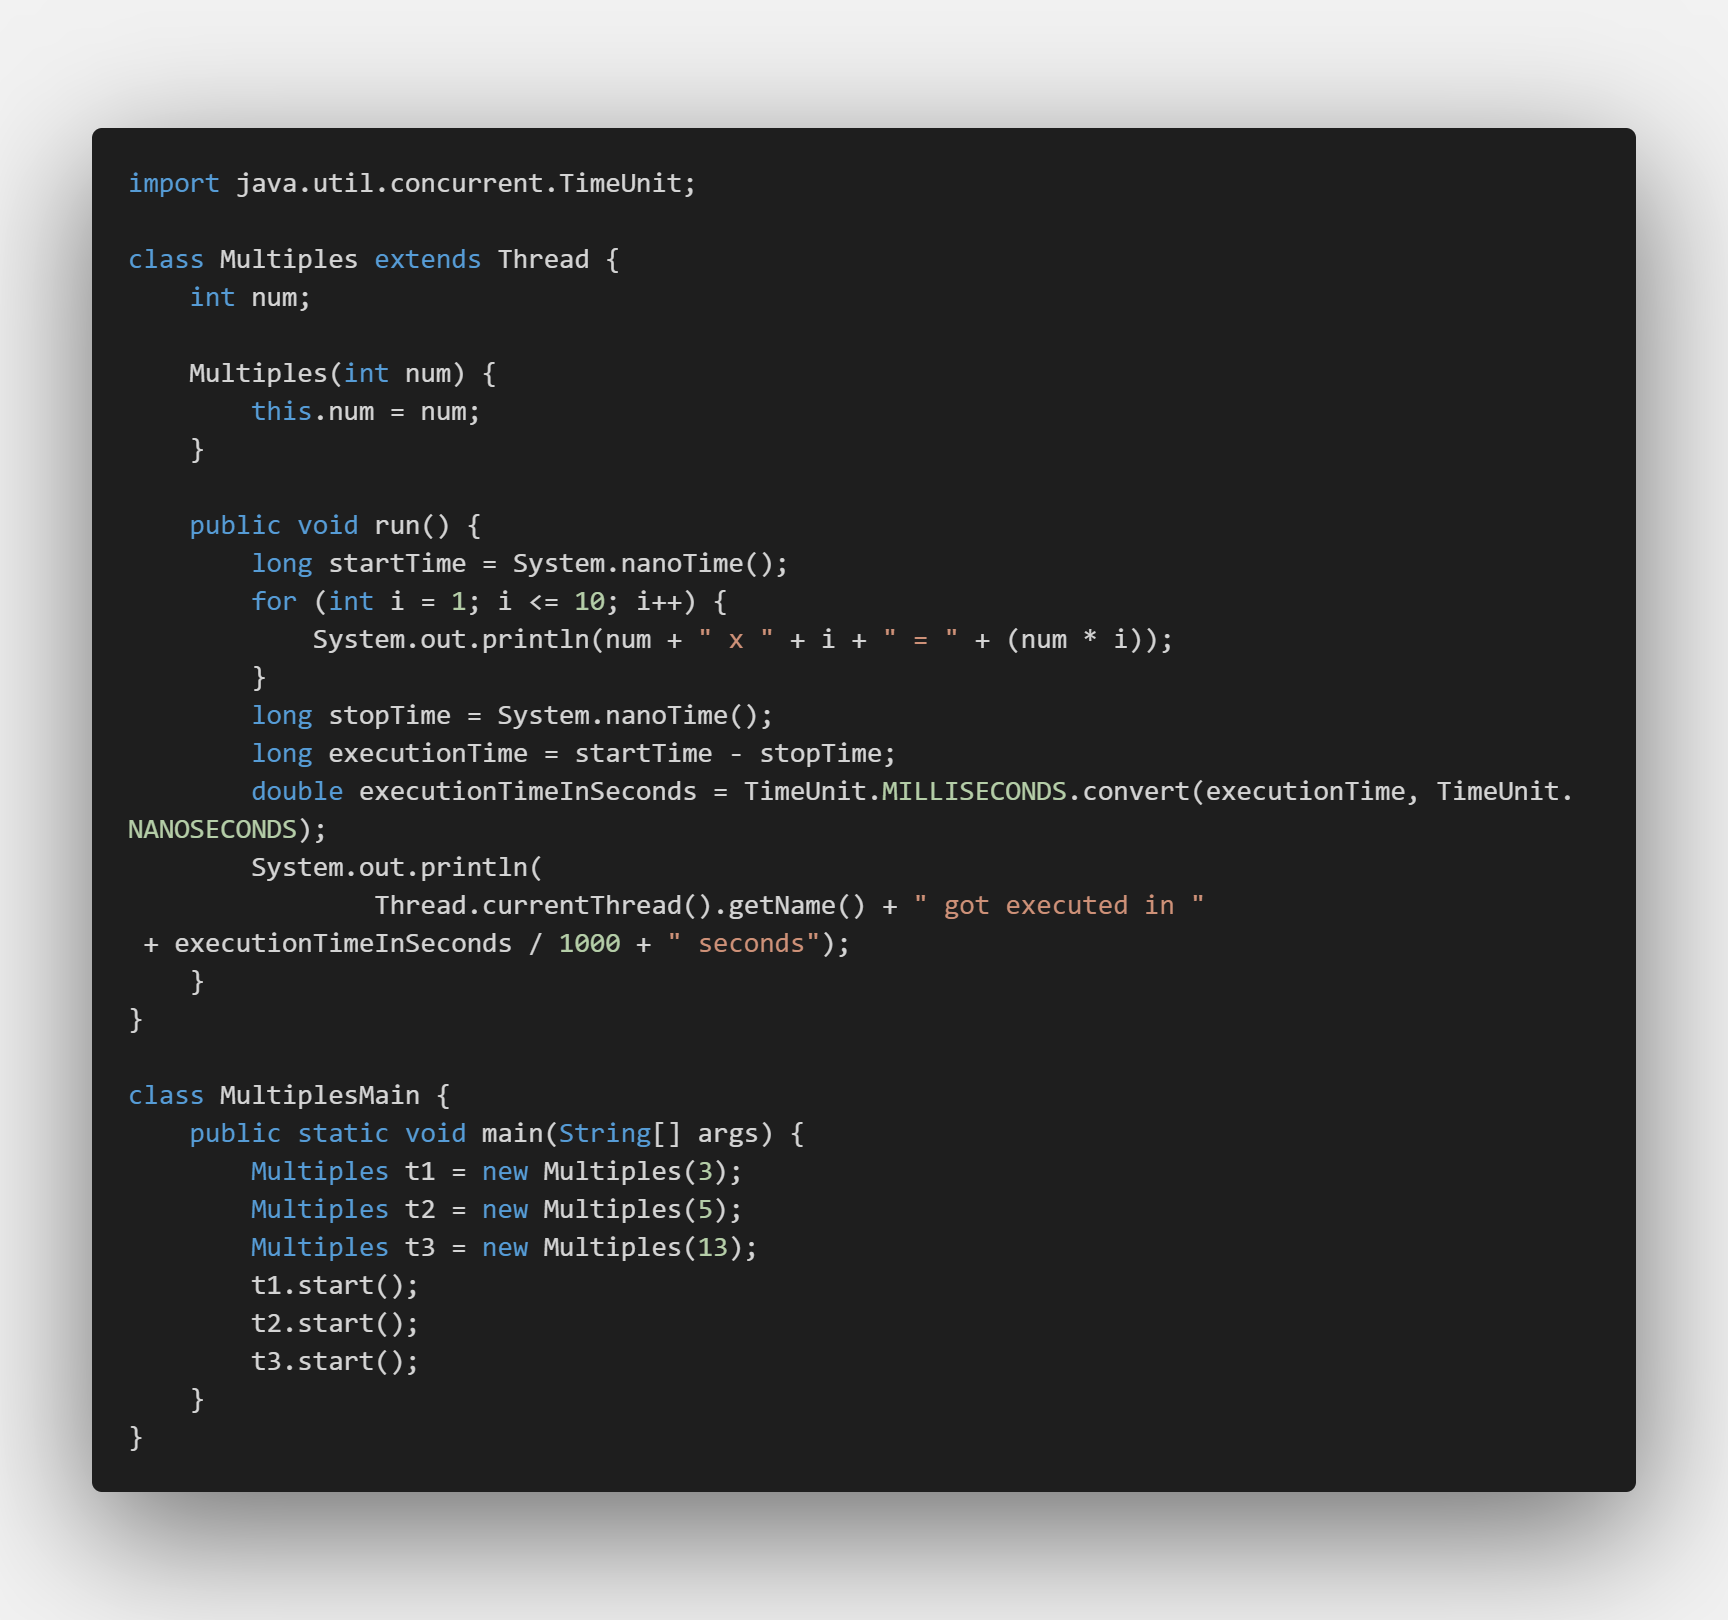 import java.util.concurrent.TimeUnit;

class Multiples extends Thread {
    int num;

    Multiples(int num) {
        this.num = num;
    }

    public void run() {
        long startTime = System.nanoTime();
        for (int i = 1; i <= 10; i++) {
            System.out.println(num + " x " + i + " = " + (num * i));
        }
        long stopTime = System.nanoTime();
        long executionTime = startTime - stopTime;
        double executionTimeInSeconds = TimeUnit.MILLISECONDS.convert(executionTime, TimeUnit.
NANOSECONDS);
        System.out.println(
                Thread.currentThread().getName() + " got executed in "
 + executionTimeInSeconds / 1000 + " seconds");
    }
}

class MultiplesMain {
    public static void main(String[] args) {
        Multiples t1 = new Multiples(3);
        Multiples t2 = new Multiples(5);
        Multiples t3 = new Multiples(13);
        t1.start();
        t2.start();
        t3.start();
    }
}